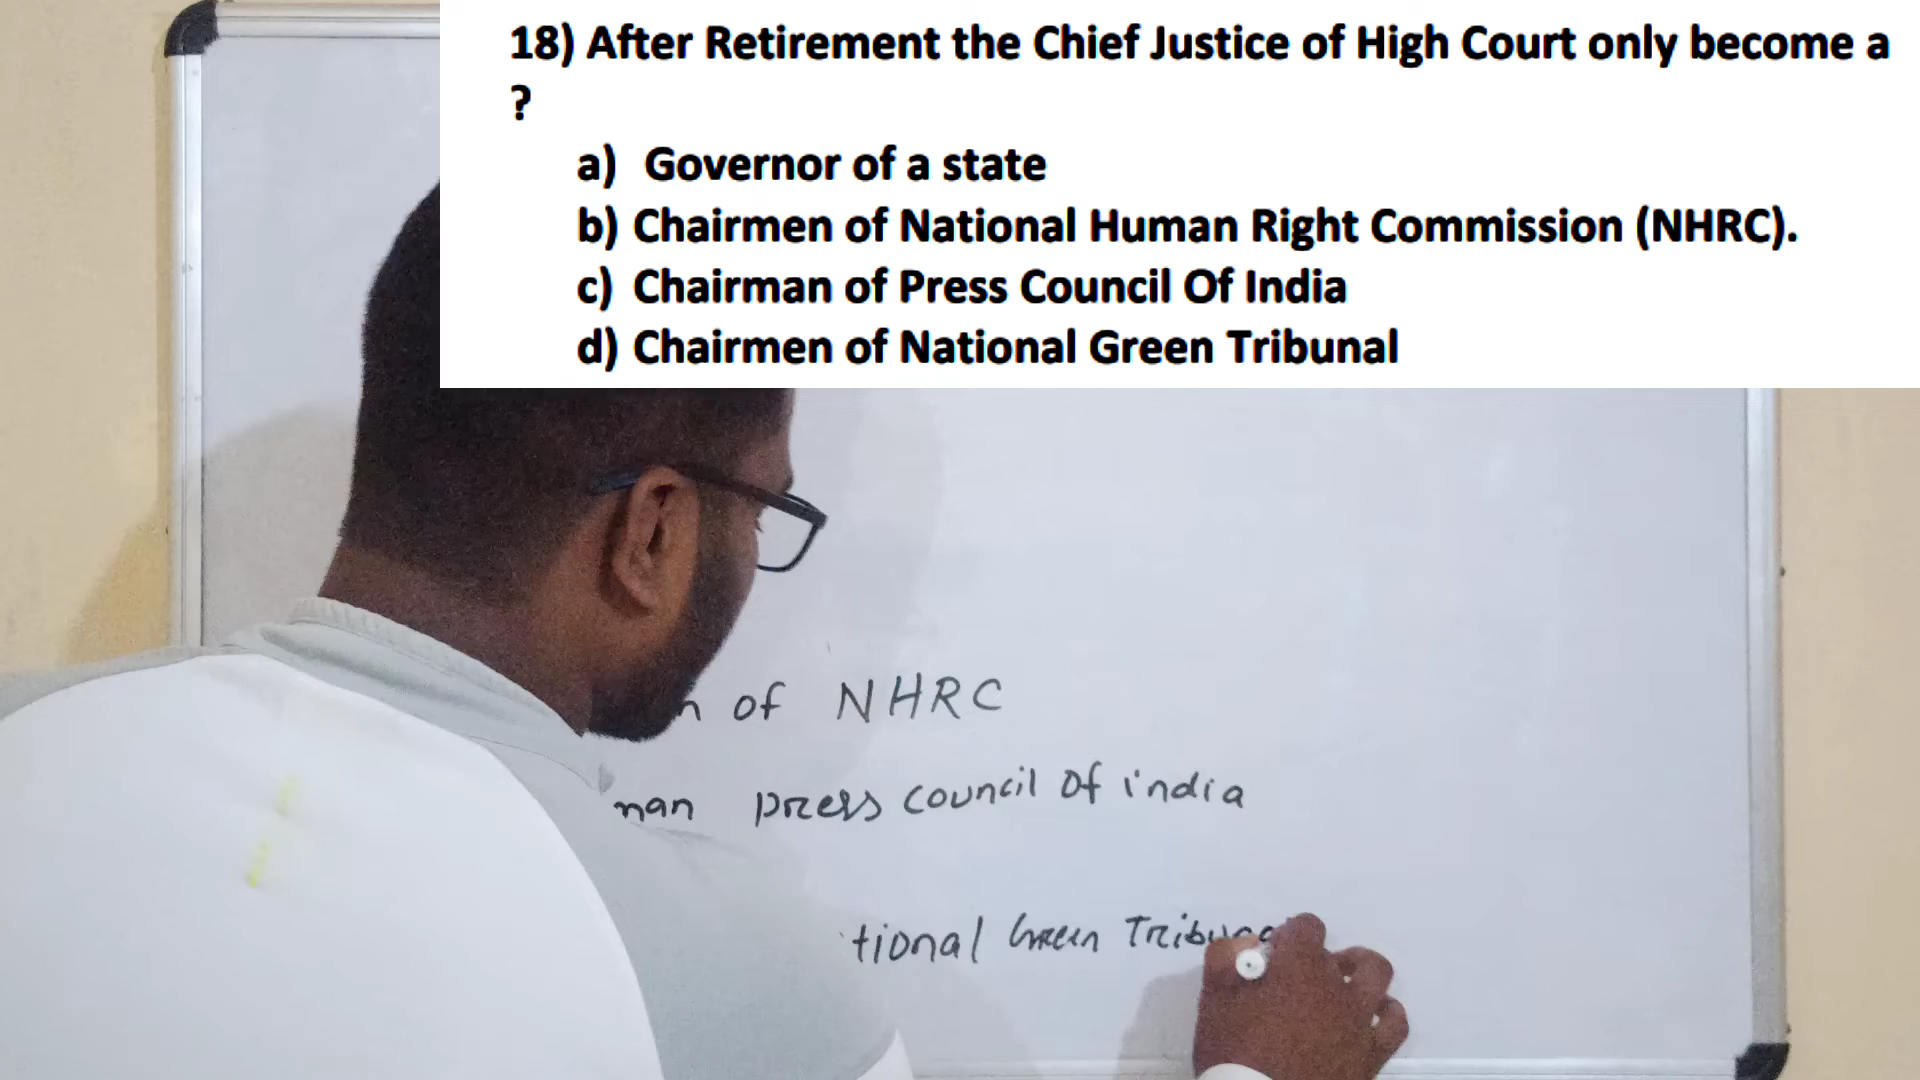 18) After Retirement the Chief Justice of High Court only become a
?
a) Governor of a state
b) Chairmen of National Human Right Commission (NHRC).
c) Chairman of Press Council Of India
d) Chairmen of National Green Tribunal
of NHRC
press council of india
Green